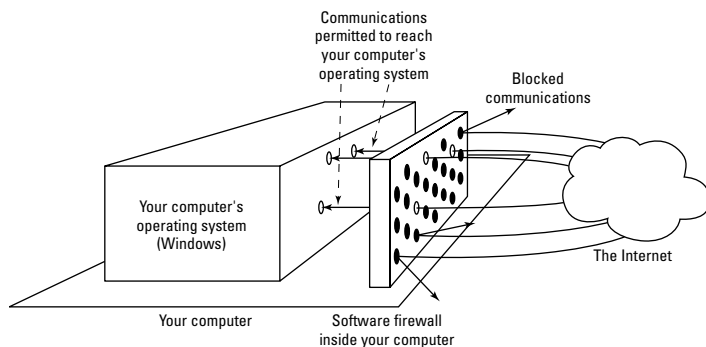 Communications
permitted to reach
your computer's
operating system
Blocked
communications
Your computer's
operating system
(Windows)
The Internet
Your computer
Software firewall
inside your computer